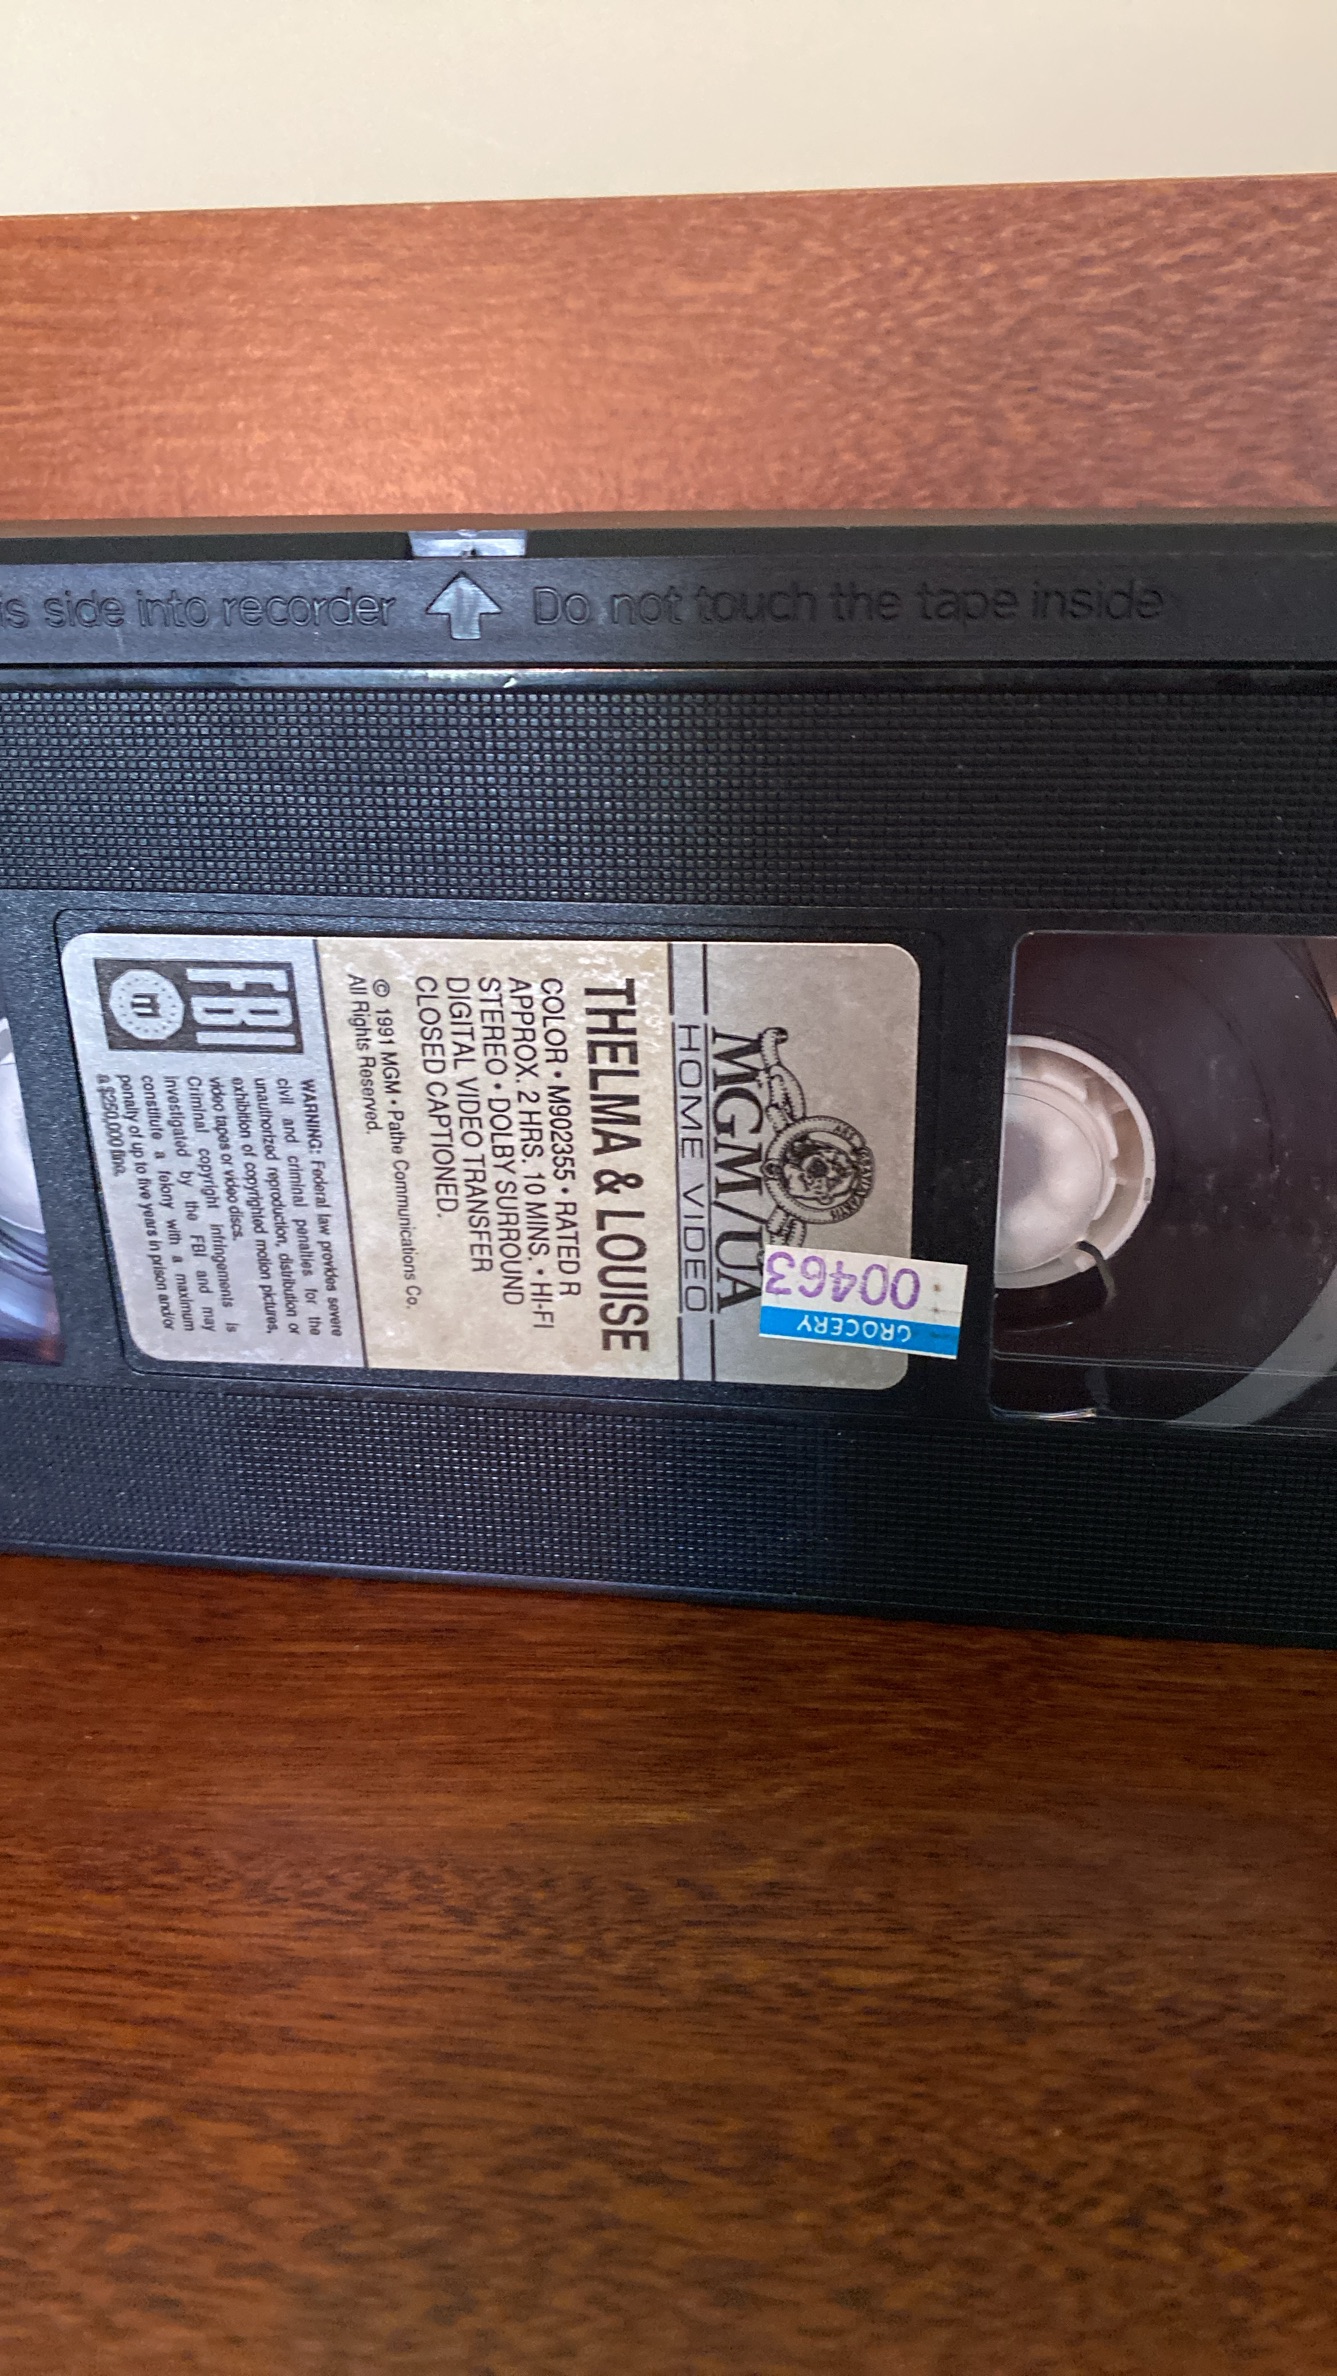 is side into recorder
Do not touch the tape inside
ARS GRATIA ARTIS
MGM/UA
HOME VIDEO
GROCERY
00463
THELMA & LOUISE
COLOR • M902355 • RATED R
APPROX. 2 HRS. 10 MINS. • HI-FI
STEREO • DOLBY SURROUND
DIGITAL VIDEO TRANSFER
CLOSED CAPTIONED.
© 1991 MGM • Pathe Communications Co.
All Rights Reserved.
FBI
WARNING: Federal law provides severe
civil and criminal penalties for the
unauthorized reproduction, distribution or
exhibition of copyrighted motion pictures,
video tapes or video discs.
Criminal copyright infringements is
investigated by the FBI and may
constitute a felony with a maximum
penalty of up to five years in prison and/or
a $250,000 fine.